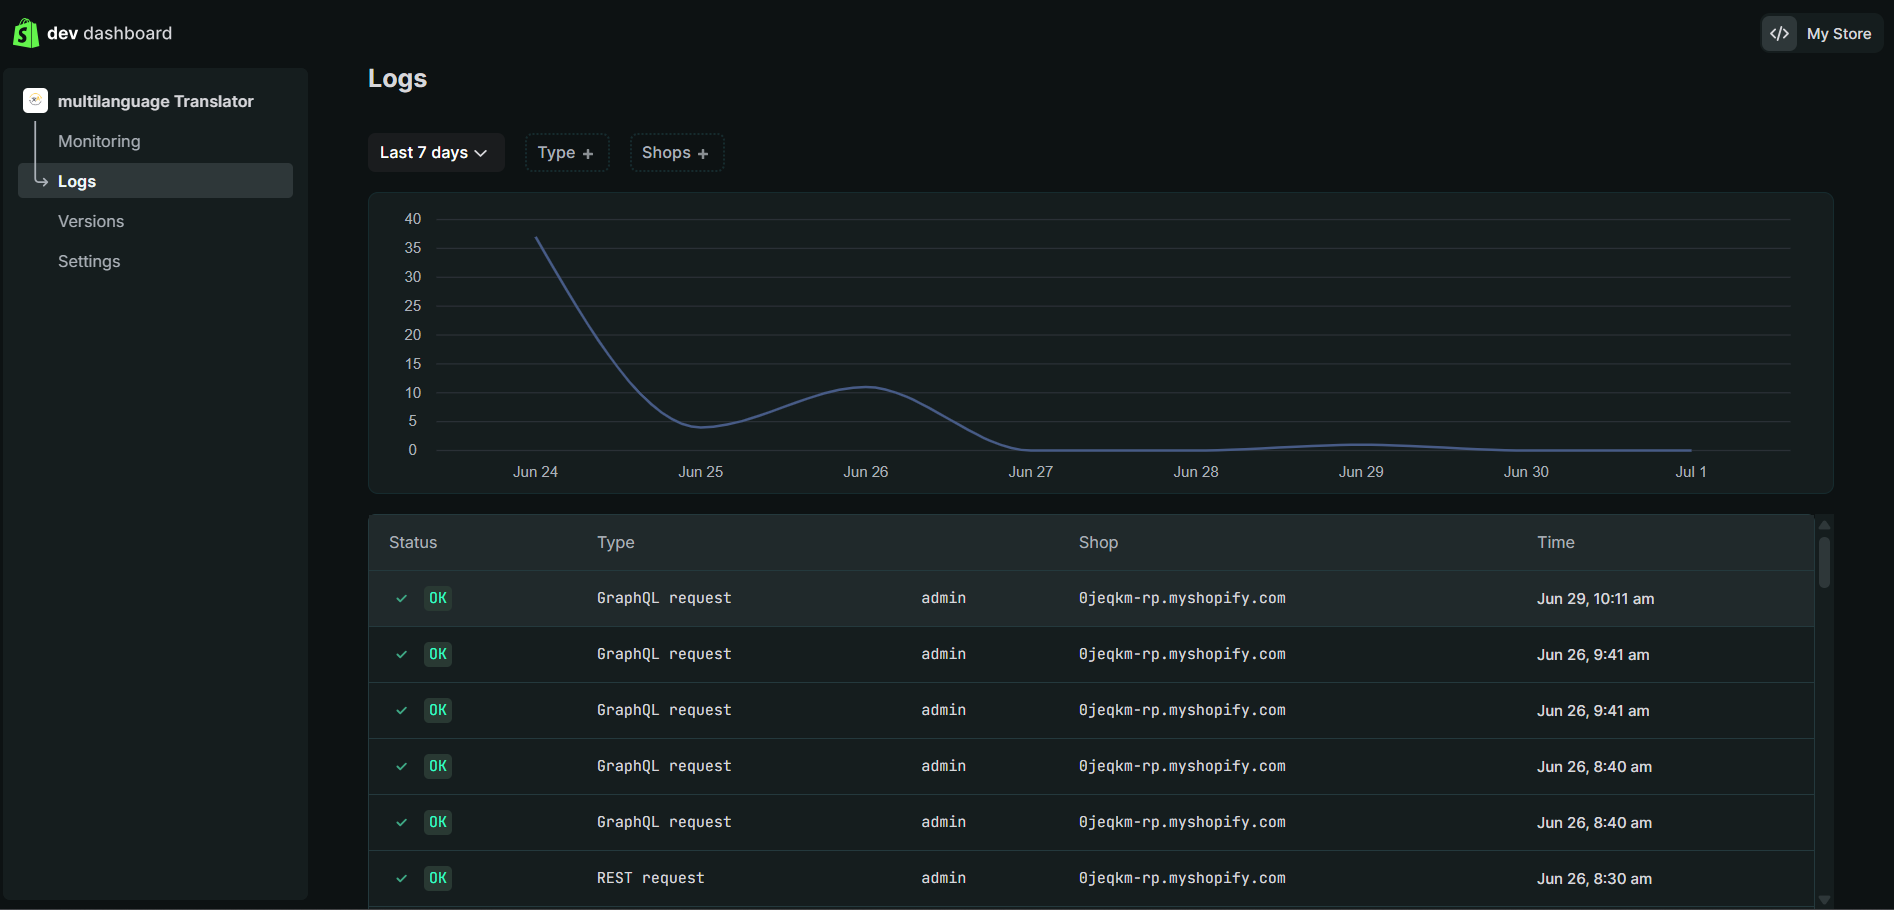 dev dashboard
My Store
multilanguage Translator
Monitoring
Logs
Versions
Settings
Logs
Last 7 days
Type +
Shops +
40
35
30
25
20
15
10
5
0
Jun 24 Jun 25 Jun 26 Jun 27 Jun 28 Jun 29 Jun 30 Jul 1
Status Type Shop Time
OK GraphQL request admin 0jeqkm-rp.myshopify.com Jun 29, 10:11 am
OK GraphQL request admin 0jeqkm-rp.myshopify.com Jun 26, 9:41 am
OK GraphQL request admin 0jeqkm-rp.myshopify.com Jun 26, 9:41 am
OK GraphQL request admin 0jeqkm-rp.myshopify.com Jun 26, 8:40 am
OK GraphQL request admin 0jeqkm-rp.myshopify.com Jun 26, 8:40 am
OK REST request admin 0jeqkm-rp.myshopify.com Jun 26, 8:30 am